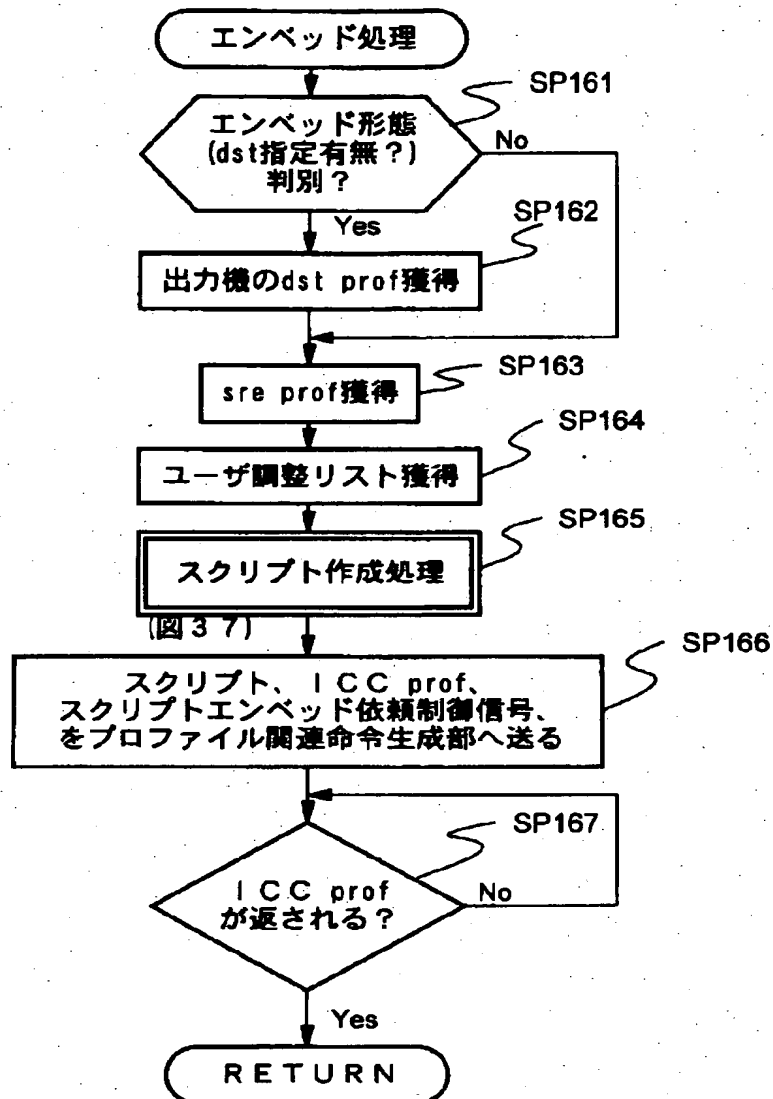 エンベッド処理
SP161
エンベッド形態
(dst指定有無？)
判別？
No
Yes
SP162
出力機のdst prof獲得
SP163
sre prof獲得
SP164
ユーザ調整リスト獲得
SP165
スクリプト作成処理
(図３７)
SP166
スクリプト、ＩＣＣ prof、
スクリプトエンベッド依頼制御信号、
をプロファイル関連命令生成部へ送る
SP167
ＩＣＣ prof
が返される？
No
Yes
ＲＥＴＵＲＮ